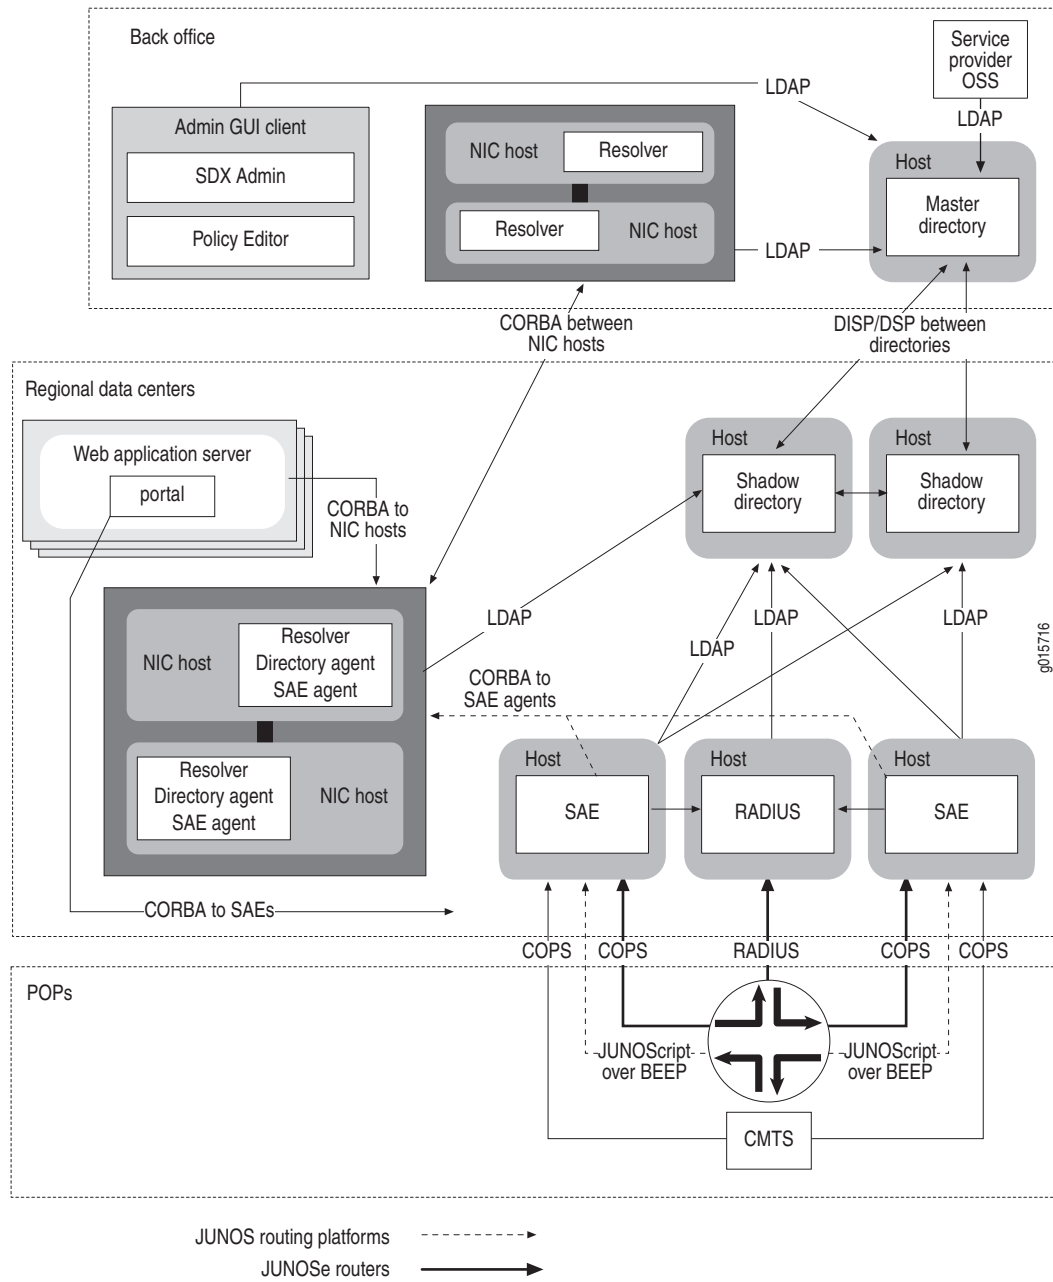 Back office
Service
provider
OSS
LDAP
LDAP
Admin GUI client
SDX Admin
Policy Editor
NIC host
Resolver
Resolver
NIC host
LDAP
Host
Master
directory
CORBA between
NIC hosts
DISP/DSP between
directories
Regional data centers
Web application server
portal
CORBA to
NIC hosts
Host
Shadow
directory
Host
Shadow
directory
LDAP
LDAP
LDAP
LDAP
g015716
NIC host
Resolver
Directory agent
SAE agent
CORBA to
SAE agents
Resolver
Directory agent
SAE agent
NIC host
Host
SAE
Host
RADIUS
Host
SAE
CORBA to SAEs
COPS
COPS
RADIUS
COPS
COPS
POPs
JUNOScript
over BEEP
JUNOScript
over BEEP
CMTS
JUNOS routing platforms
JUNOSe routers